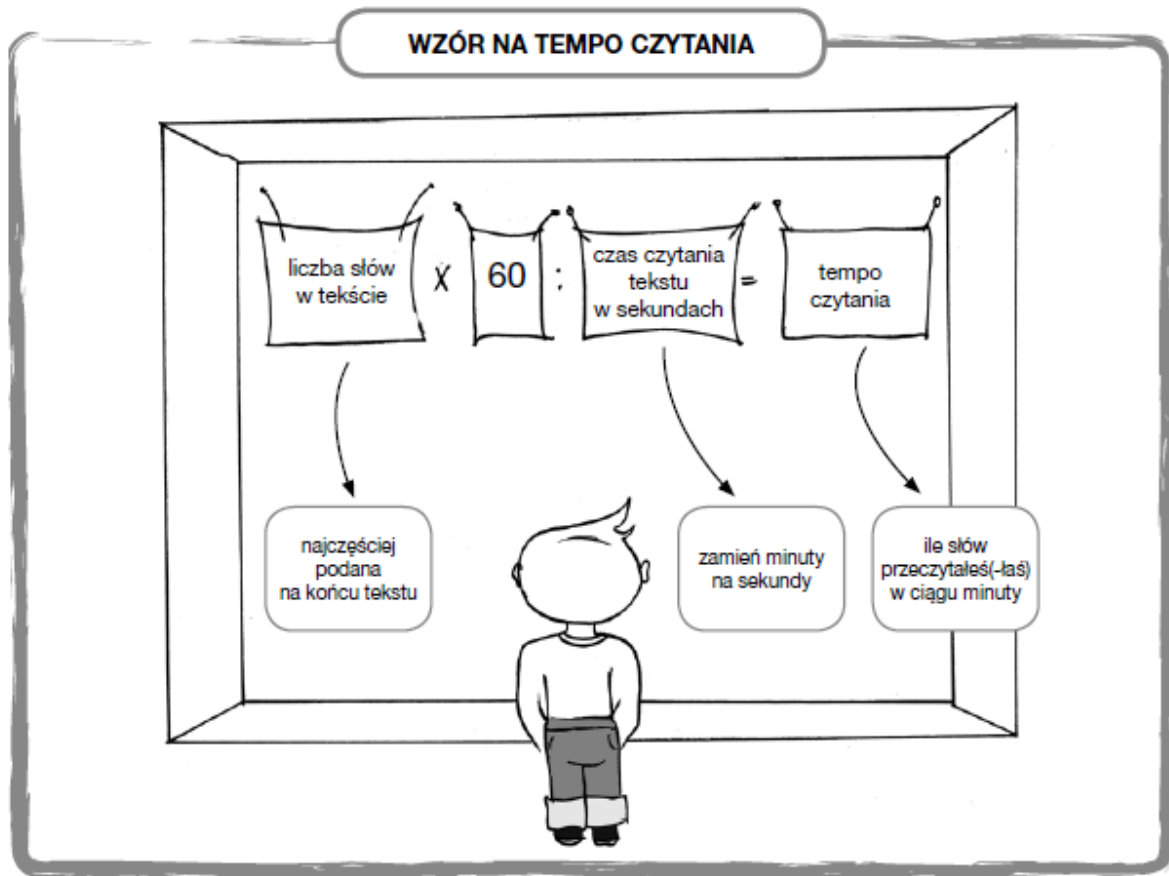 WZÓR NA TEMPO CZYTANIA
liczba słów
w tekście
X
60
:
czas czytania
tekstu
w sekundach
=
tempo
czytania
najczęściej
podana
na końcu tekstu
zamień minuty
na sekundy
ile słów
przeczytałeś(-łaś)
w ciągu minuty